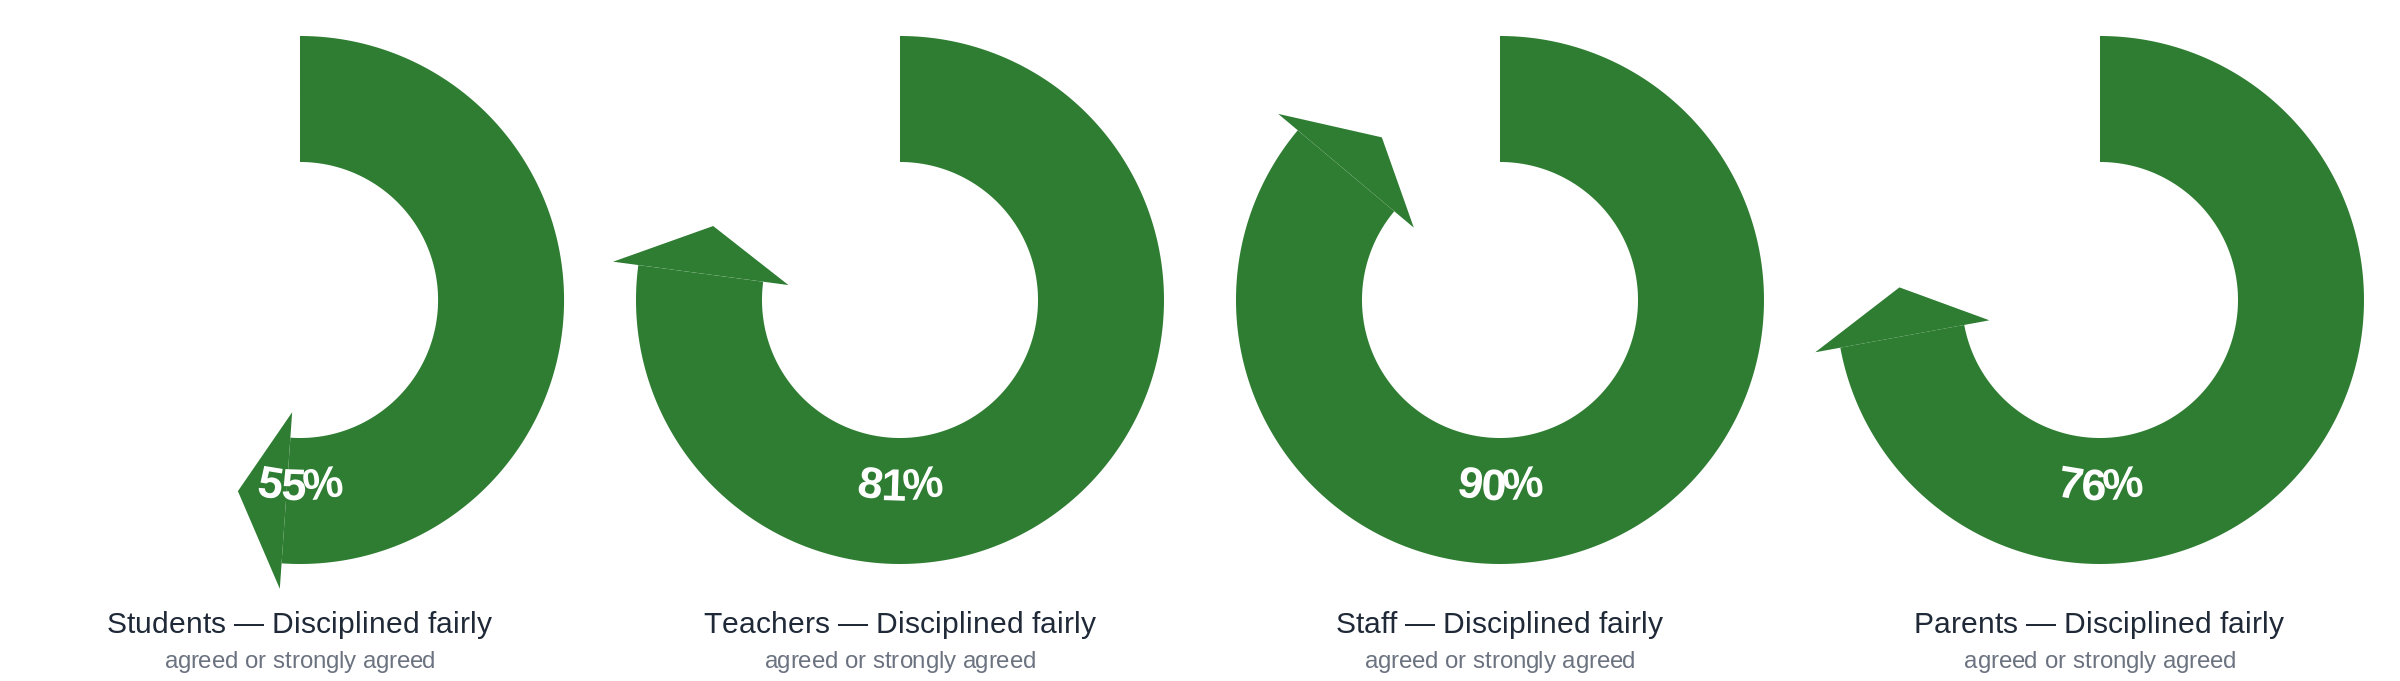 55%
81%
90%
76%
Students — Disciplined fairly
agreed or strongly agreed
Teachers — Disciplined fairly
agreed or strongly agreed
Staff — Disciplined fairly
agreed or strongly agreed
Parents — Disciplined fairly
agreed or strongly agreed